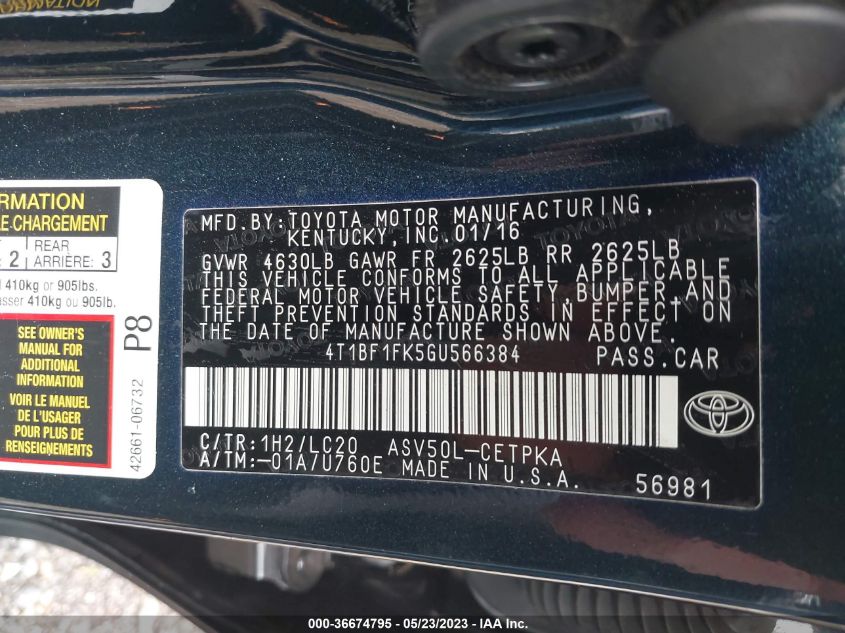 RMATION
E CHARGEMENT
2
REAR
ARRIÈRE: 3
410kg or 905lb.
asser 410kg ou 905lb.
SEE OWNER'S
MANUAL FOR
ADDITIONAL
INFORMATION
VOIR LE MANUEL
DE L'USAGER
POUR PLUS DE
RENSEIGNEMENTS
P8
42661-06732
MFD.BY:TOYOTA MOTOR MANUFACTURING,
KENTUCKY,INC.01/16
GVWR 4630LB GAWR FR 2625LB RR 2625LB
THIS VEHICLE CONFORMS TO ALL APPLICABLE
FEDERAL MOTOR VEHICLE SAFETY,BUMPER,AND
THEFT PREVENTION STANDARDS IN EFFECT ON
THE DATE OF MANUFACTURE SHOWN ABOVE.
4T1BF1FK5GU566384 PASS.CAR
C/TR:1H2/LC20 ASV50L-CETPKA
A/TM:-01A/U760E MADE IN U.S.A. 56981
000-36674795 - 05/23/2023 - IAA Inc.